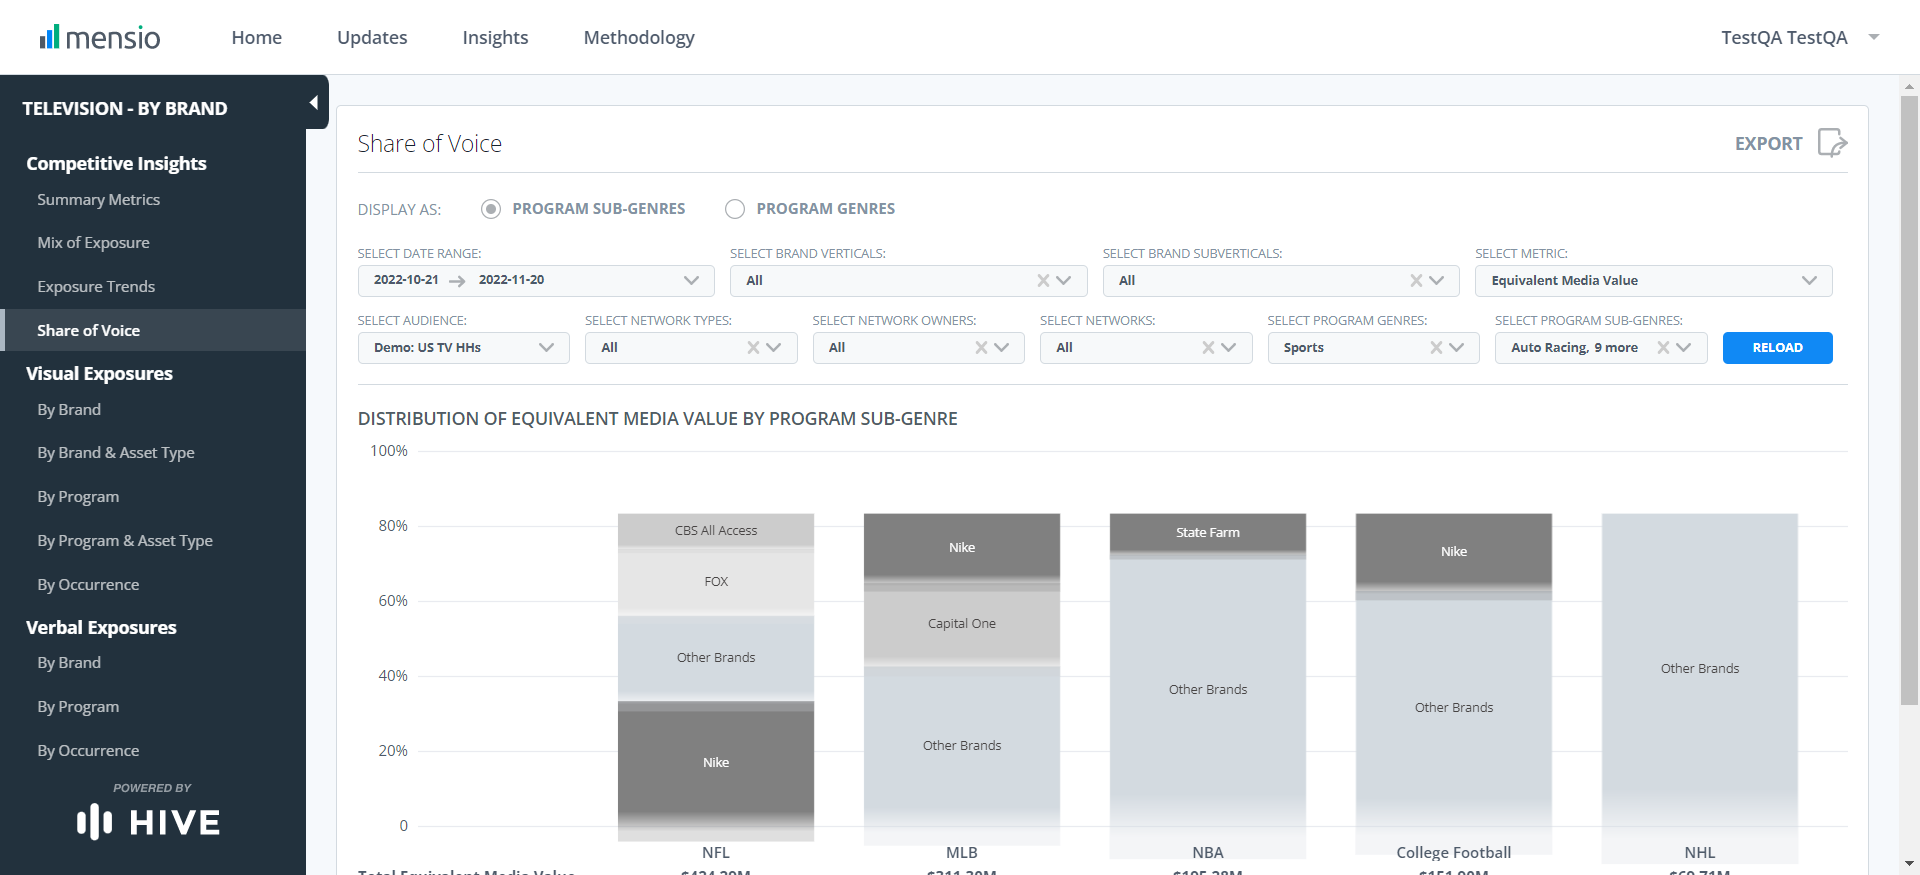 mensio
Home
Updates
Insights
Methodology
TestQA TestQA
TELEVISION - BY BRAND
Competitive Insights
Summary Metrics
Mix of Exposure
Exposure Trends
Share of Voice
Visual Exposures
By Brand
By Brand & Asset Type
By Program
By Program & Asset Type
By Occurrence
Verbal Exposures
By Brand
By Program
By Occurrence
POWERED BY
HIVE
Share of Voice
EXPORT
DISPLAY AS:
PROGRAM SUB-GENRES
PROGRAM GENRES
SELECT DATE RANGE:
SELECT BRAND VERTICALS:
SELECT BRAND SUBVERTICALS:
SELECT METRIC:
2022-10-21
2022-11-20
All
All
Equivalent Media Value
SELECT AUDIENCE:
SELECT NETWORK TYPES:
SELECT NETWORK OWNERS:
SELECT NETWORKS:
SELECT PROGRAM GENRES:
SELECT PROGRAM SUB-GENRES:
Demo: US TV HHs
All
All
All
Sports
Auto Racing, 9 more
RELOAD
DISTRIBUTION OF EQUIVALENT MEDIA VALUE BY PROGRAM SUB-GENRE
100%
80%
60%
40%
20%
0
CBS All Access
FOX
Other Brands
Nike
Nike
Capital One
Other Brands
State Farm
Other Brands
Nike
Other Brands
Other Brands
NFL
MLB
NBA
College Football
NHL
Total Equivalent Media Value